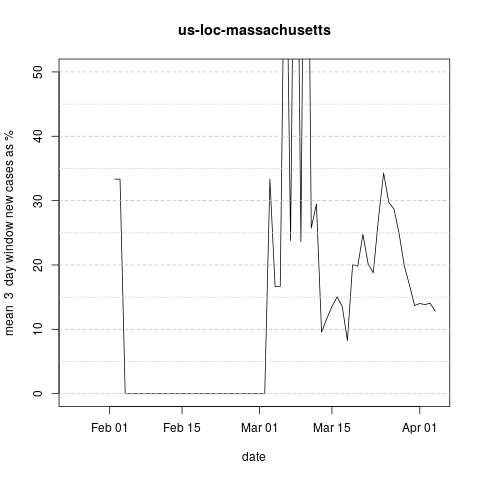 us-loc-massachusetts
mean 3 day window new cases as %
50
40
30
20
10
0
Feb 01 Feb 15 Mar 01 Mar 15 Apr 01
date